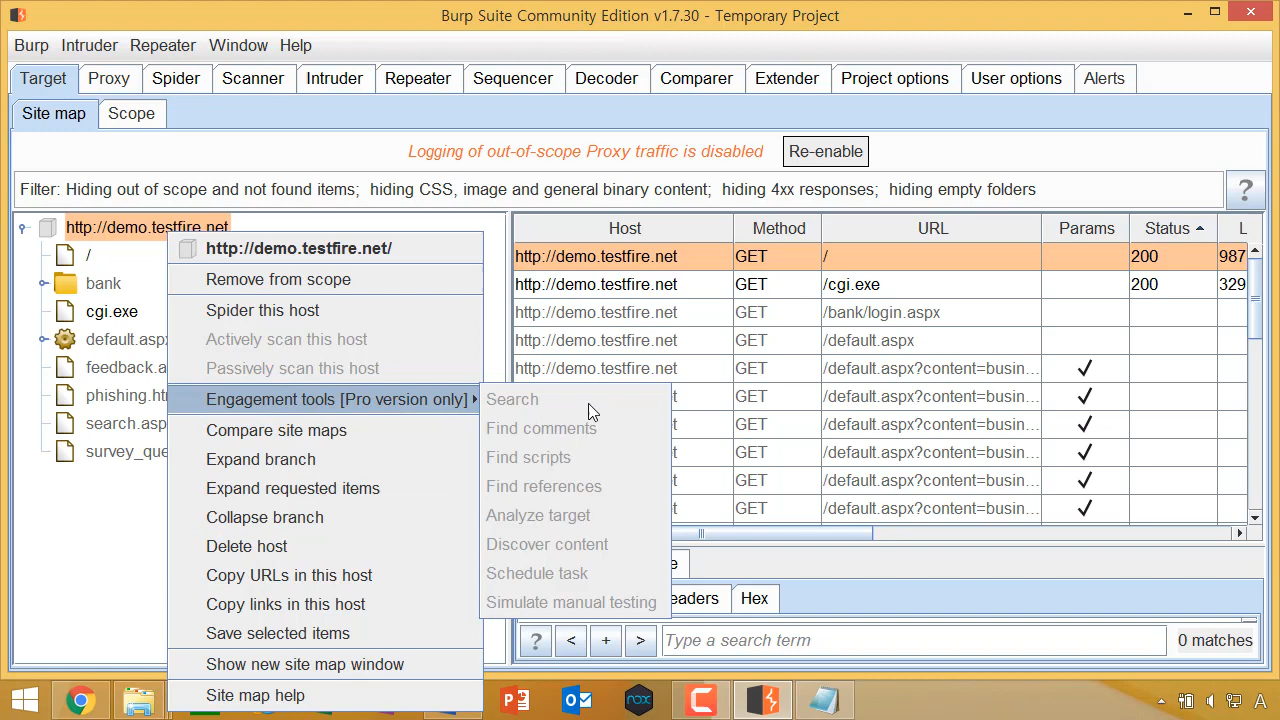 Burp Suite Community Edition v1.7.30 - Temporary Project
Burp Intruder Repeater Window Help
Target Proxy Spider Scanner Intruder Repeater Sequencer Decoder Comparer Extender Project options User options Alerts
Site map Scope
Logging of out-of-scope Proxy traffic is disabled Re-enable
Filter: Hiding out of scope and not found items; hiding CSS, image and general binary content; hiding 4xx responses; hiding empty folders ?
http://demo.testfire.net
/
bank
cgi.exe
default.aspx
feedback.a
phishing.ht
search.asp
survey_que
http://demo.testfire.net/
Remove from scope
Spider this host
Actively scan this host
Passively scan this host
Engagement tools [Pro version only]
Compare site maps
Expand branch
Expand requested items
Collapse branch
Delete host
Copy URLs in this host
Copy links in this host
Save selected items
Show new site map window
Site map help
Search
Find comments
Find scripts
Find references
Analyze target
Discover content
Schedule task
Simulate manual testing
Host Method URL Params Status L
http://demo.testfire.net GET / 200 987
http://demo.testfire.net GET /cgi.exe 200 329
http://demo.testfire.net GET /bank/login.aspx
http://demo.testfire.net GET /default.aspx
http://demo.testfire.net GET /default.aspx?content=busin... ✓
t GET /default.aspx?content=busin... ✓
t GET /default.aspx?content=busin... ✓
t GET /default.aspx?content=busin... ✓
t GET /default.aspx?content=busin... ✓
t GET /default.aspx?content=busin... ✓
e
eaders Hex
? < + > Type a search term 0 matches
nox
A